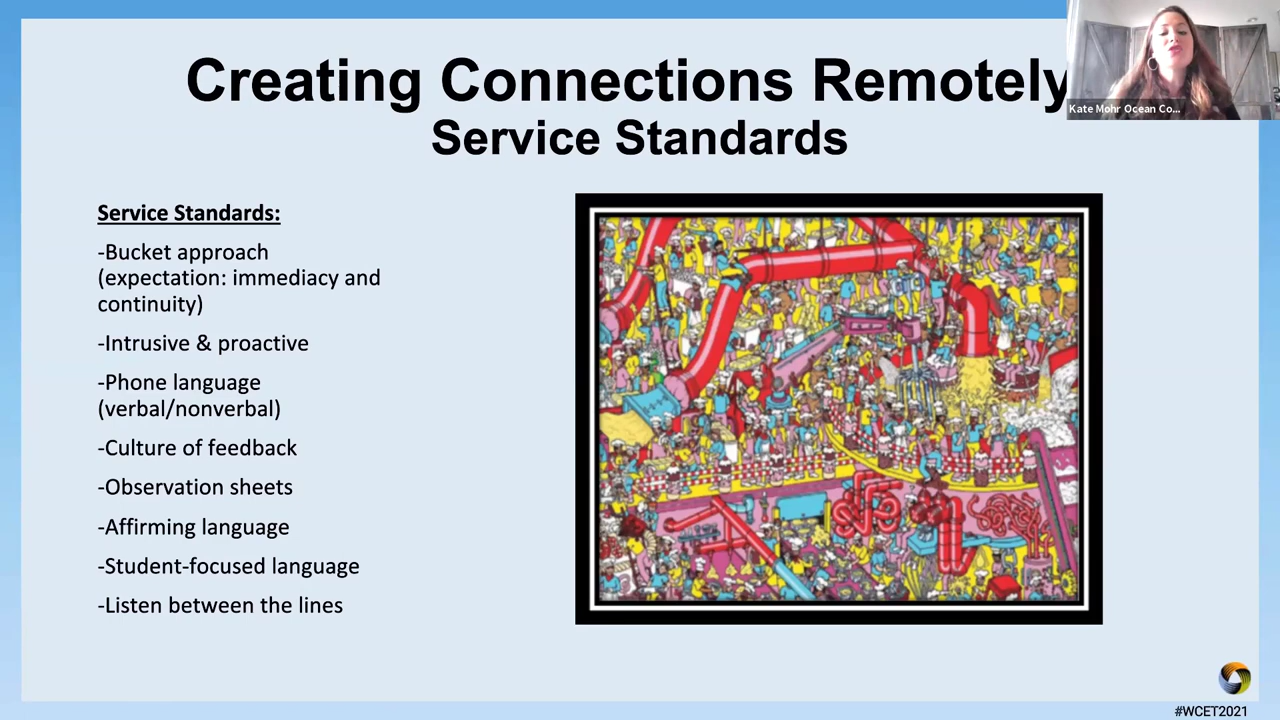 Creating Connections Remotely
Service Standards
Kate Mohr Ocean Co...
Service Standards:
-Bucket approach
(expectation: immediacy and
continuity)
-Intrusive & proactive
-Phone language
(verbal/nonverbal)
-Culture of feedback
-Observation sheets
-Affirming language
-Student-focused language
-Listen between the lines
#WCET2021